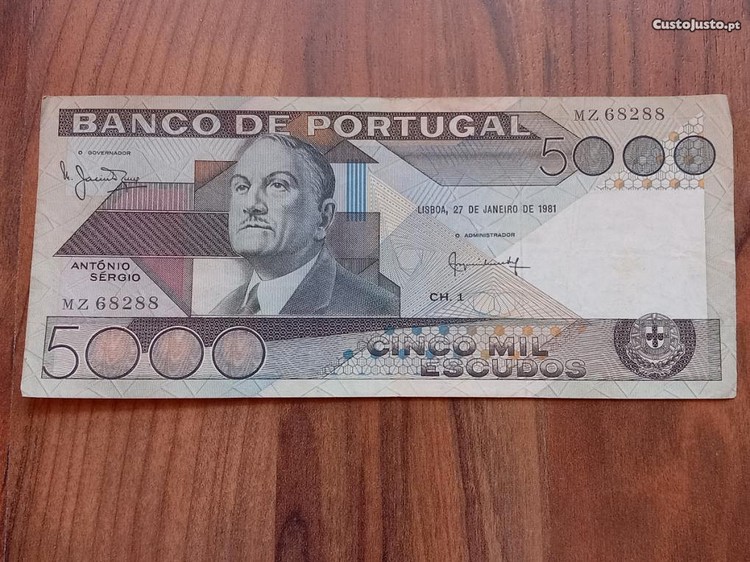 CustoJusto.pt
BANCO DE PORTUGAL
MZ 68288
5000
O GOVERNADOR
LISBOA, 27 DE JANEIRO DE 1981
O ADMINISTRADOR
ANTÓNIO
SÉRGIO
MZ 68288
CH. 1
5000
CINCO MIL
ESCUDOS